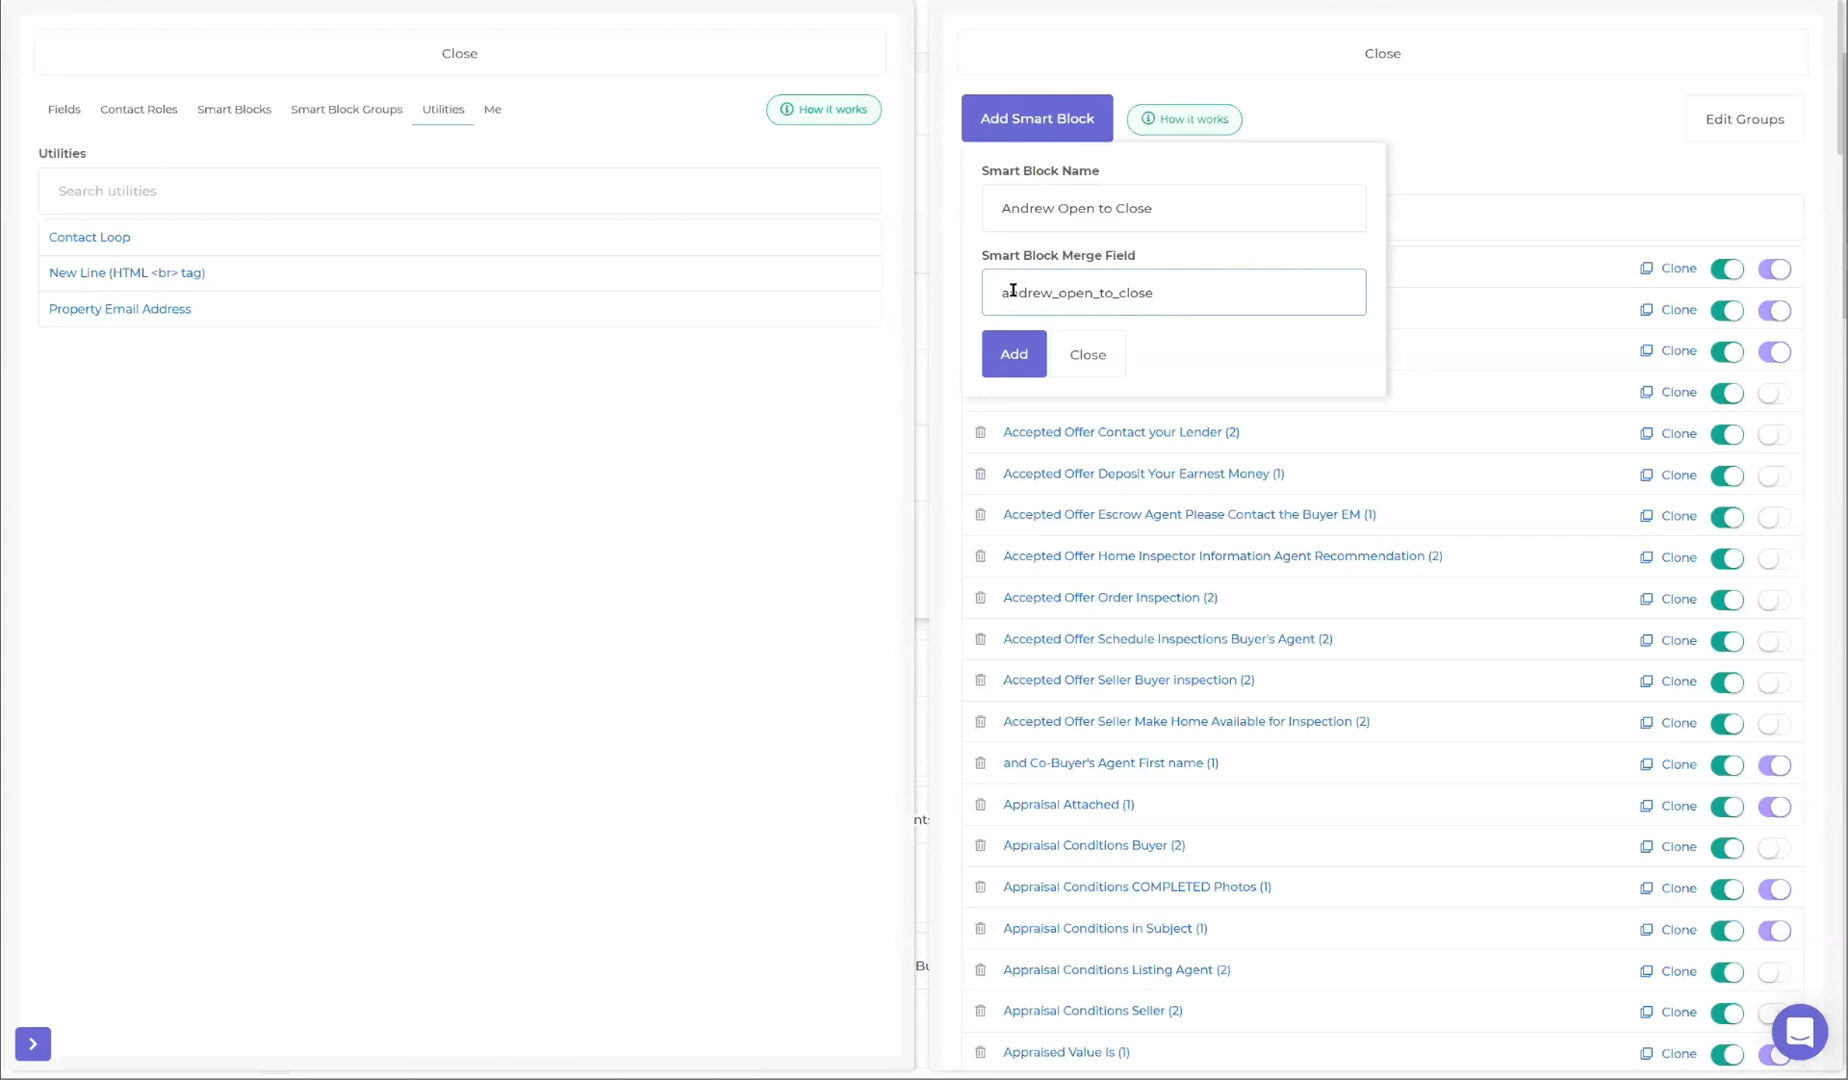 Close
Fields
Contact Roles
Smart Blocks
Smart Block Groups
Utilities
Me
How it works
Utilities
Search utilities
Contact Loop
New Line (HTML <br> tag)
Property Email Address
Close
Add Smart Block
How it works
Edit Groups
Smart Block Name
Andrew Open to Close
Smart Block Merge Field
andrew_open_to_close
Add
Close
Clone
Clone
Clone
Clone
Accepted Offer Contact your Lender (2)
Clone
Accepted Offer Deposit Your Earnest Money (1)
Clone
Accepted Offer Escrow Agent Please Contact the Buyer EM (1)
Clone
Accepted Offer Home Inspector Information Agent Recommendation (2)
Clone
Accepted Offer Order Inspection (2)
Clone
Accepted Offer Schedule Inspections Buyer's Agent (2)
Clone
Accepted Offer Seller Buyer inspection (2)
Clone
Accepted Offer Seller Make Home Available for Inspection (2)
Clone
and Co-Buyer's Agent First name (1)
Clone
Appraisal Attached (1)
Clone
Appraisal Conditions Buyer (2)
Clone
Appraisal Conditions COMPLETED Photos (1)
Clone
Appraisal Conditions in Subject (1)
Clone
Appraisal Conditions Listing Agent (2)
Clone
Appraisal Conditions Seller (2)
Clone
Appraised Value Is (1)
Clone